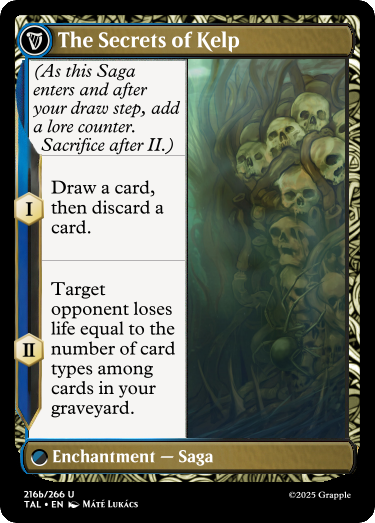 The Secrets of Kelp
(As this Saga
enters and after
your draw step, add
a lore counter.
Sacrifice after II.)
I
Draw a card,
then discard a
card.
II
Target
opponent loses
life equal to the
number of card
types among
cards in your
graveyard.
Enchantment — Saga
216b/266 U
TAL • EN Máté Lukács
©2025 Grapple